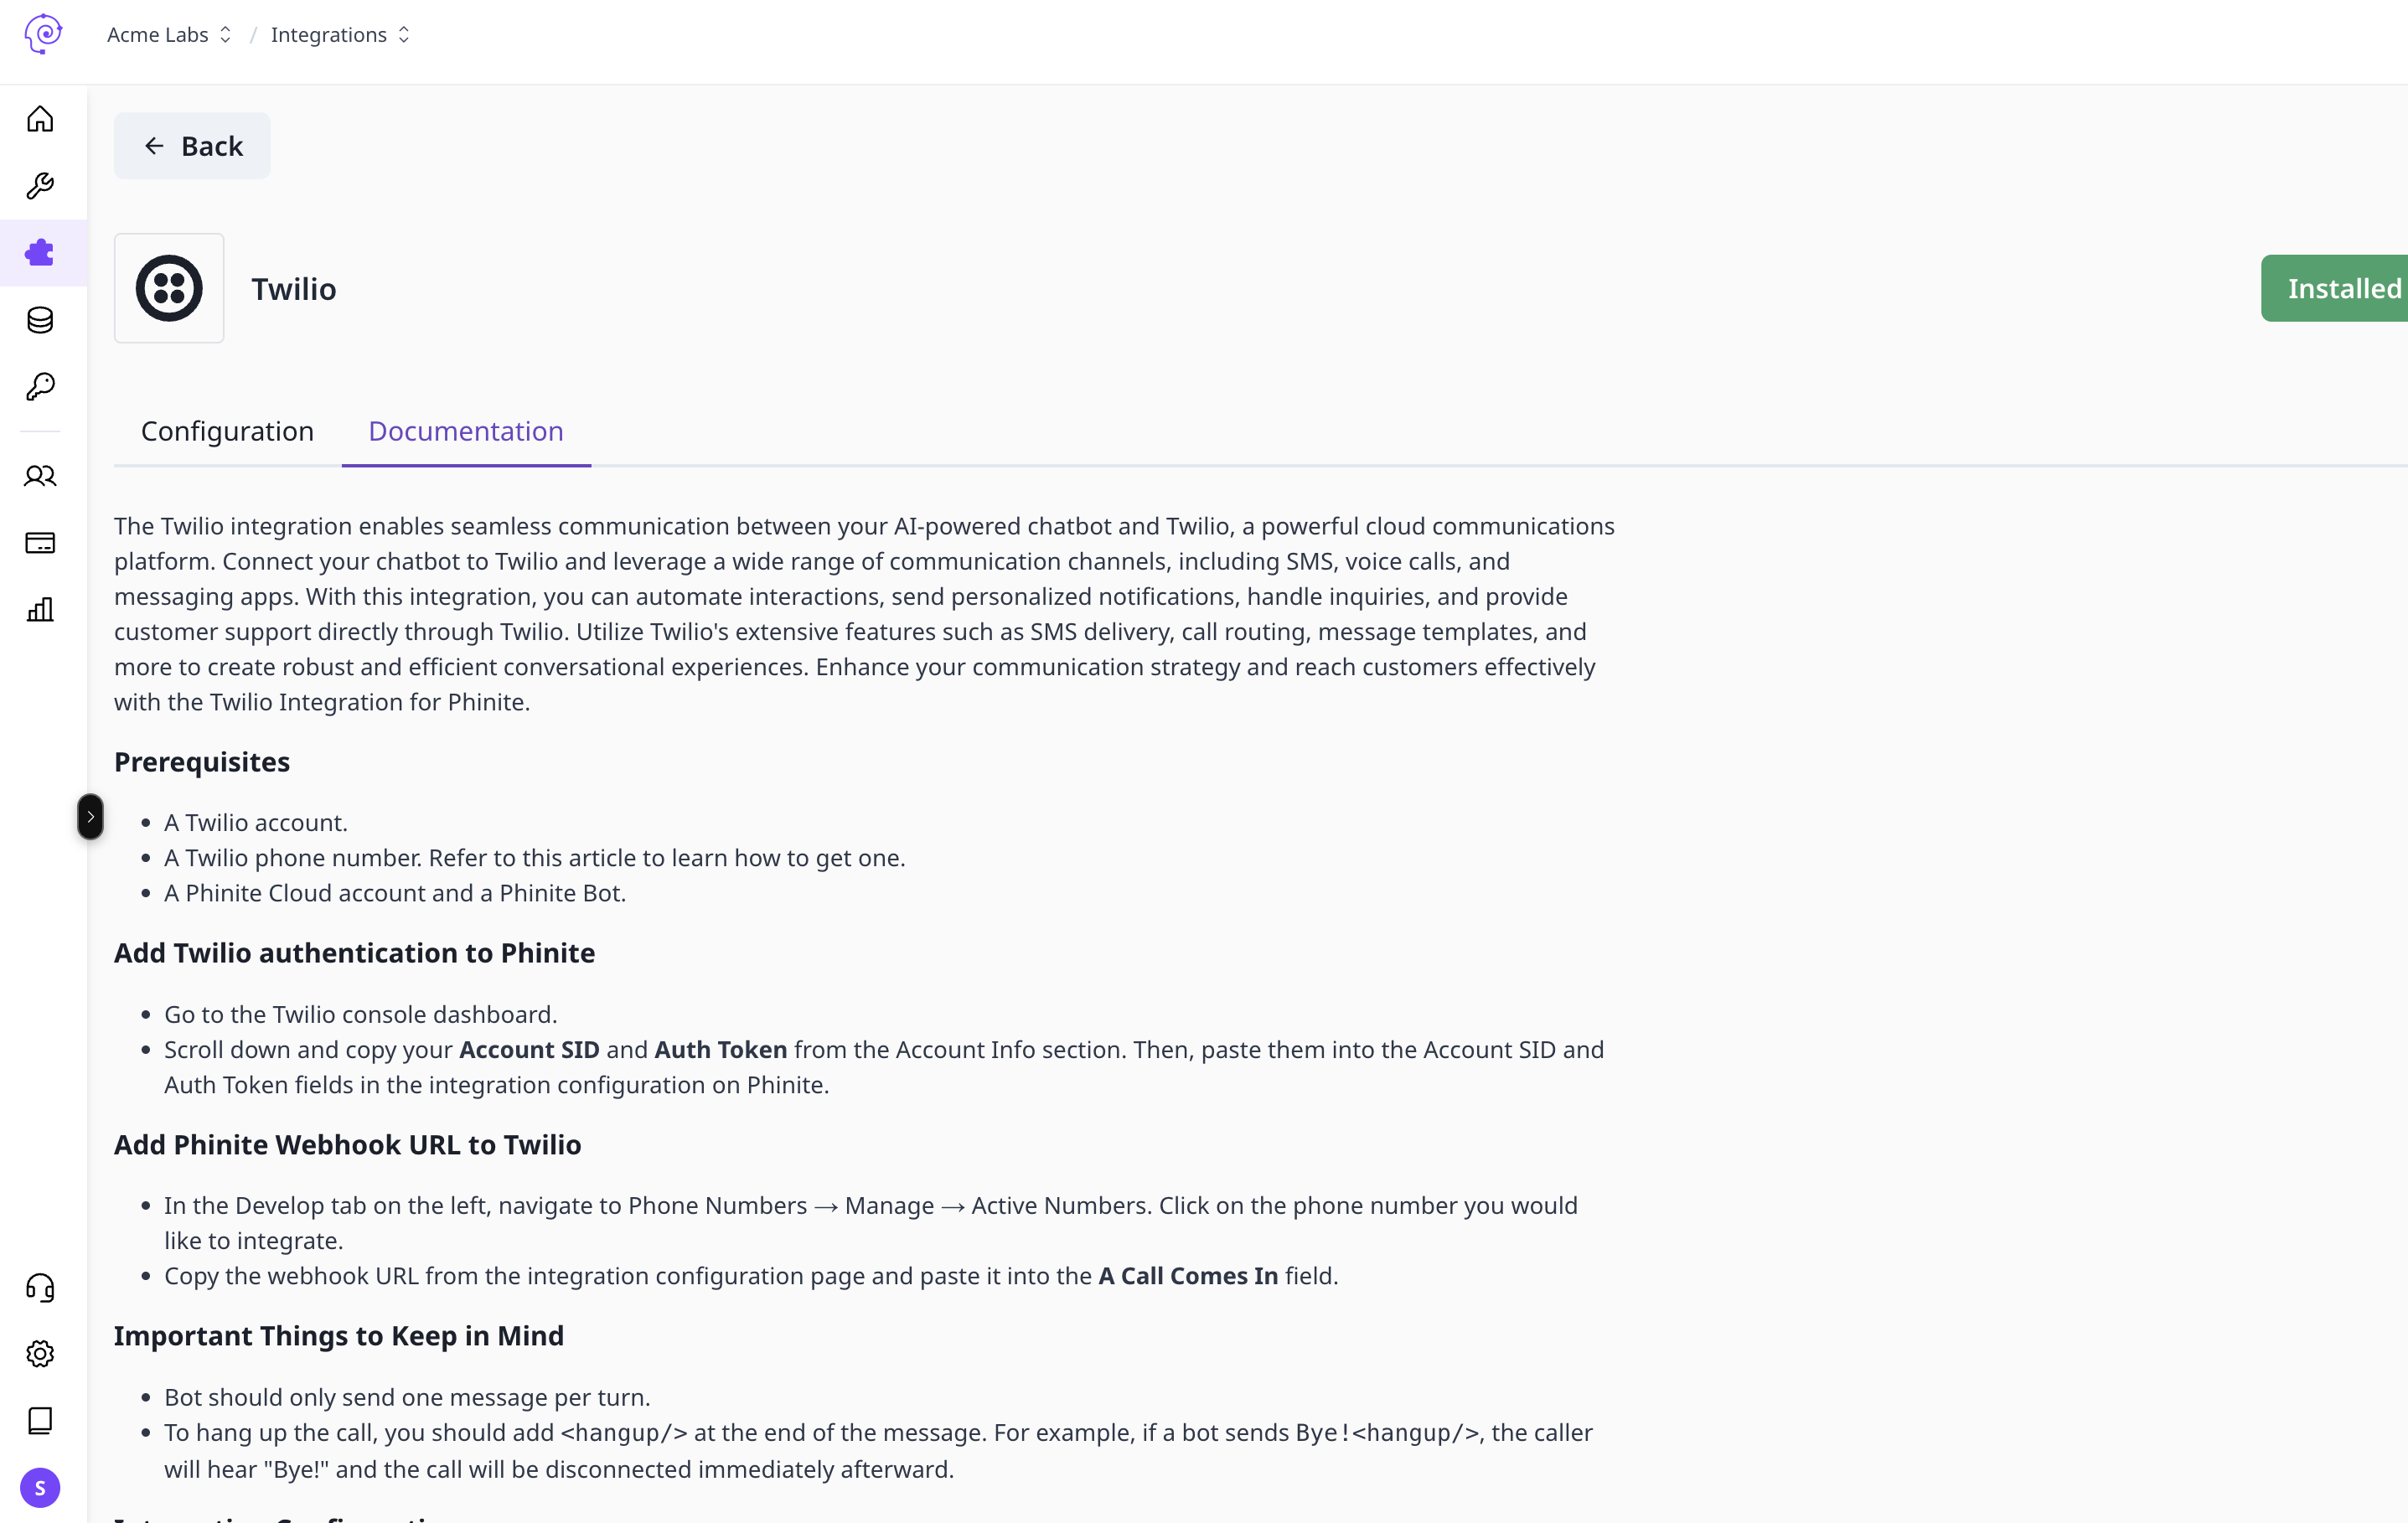 Acme Labs / Integrations
Back
Twilio
Installed
Configuration Documentation
The Twilio integration enables seamless communication between your AI-powered chatbot and Twilio, a powerful cloud communications
platform. Connect your chatbot to Twilio and leverage a wide range of communication channels, including SMS, voice calls, and
messaging apps. With this integration, you can automate interactions, send personalized notifications, handle inquiries, and provide
customer support directly through Twilio. Utilize Twilio's extensive features such as SMS delivery, call routing, message templates, and
more to create robust and efficient conversational experiences. Enhance your communication strategy and reach customers effectively
with the Twilio Integration for Phinite.
Prerequisites
• A Twilio account.
• A Twilio phone number. Refer to this article to learn how to get one.
• A Phinite Cloud account and a Phinite Bot.
Add Twilio authentication to Phinite
• Go to the Twilio console dashboard.
• Scroll down and copy your Account SID and Auth Token from the Account Info section. Then, paste them into the Account SID and
Auth Token fields in the integration configuration on Phinite.
Add Phinite Webhook URL to Twilio
• In the Develop tab on the left, navigate to Phone Numbers → Manage → Active Numbers. Click on the phone number you would
like to integrate.
• Copy the webhook URL from the integration configuration page and paste it into the A Call Comes In field.
Important Things to Keep in Mind
• Bot should only send one message per turn.
• To hang up the call, you should add <hangup/> at the end of the message. For example, if a bot sends Bye!<hangup/>, the caller
will hear "Bye!" and the call will be disconnected immediately afterward.
S